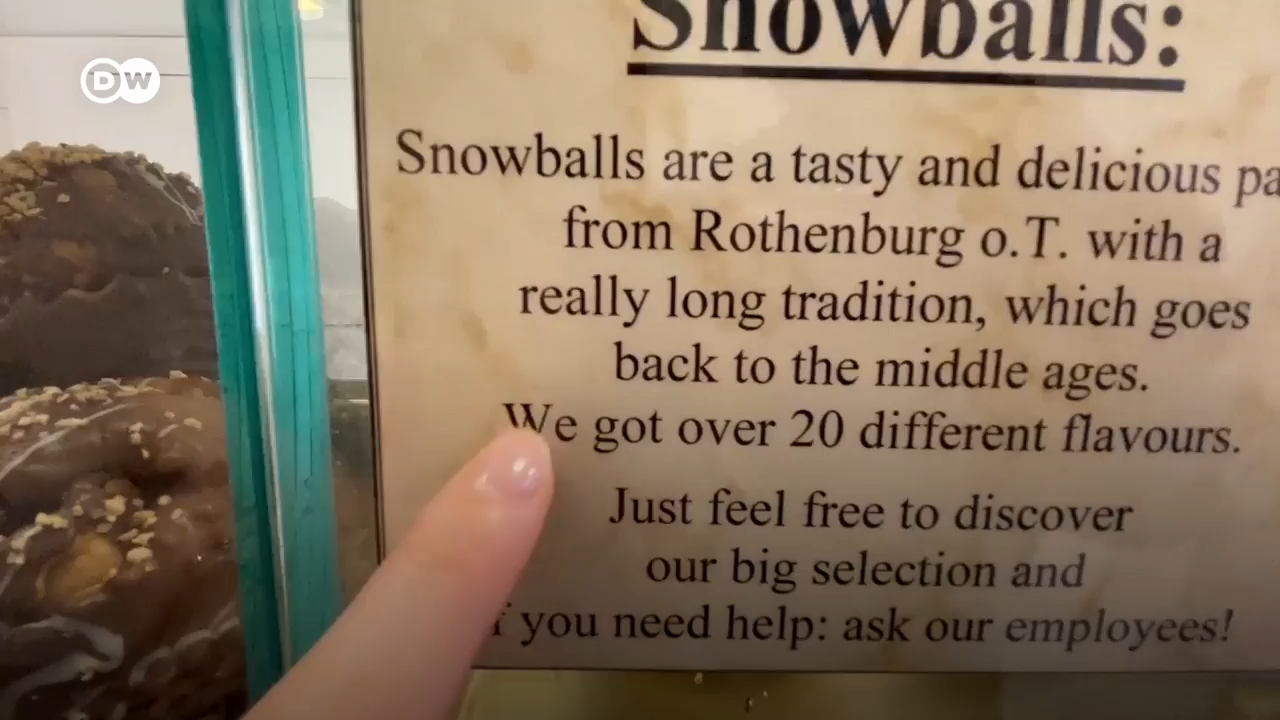 DW
Snowballs:
Snowballs are a tasty and delicious
from Rothenburg o.T. with a
really long tradition, which goes
back to the middle ages.
We got over 20 different flavours.
Just feel free to discover
our big selection and
you need help: ask our employees!